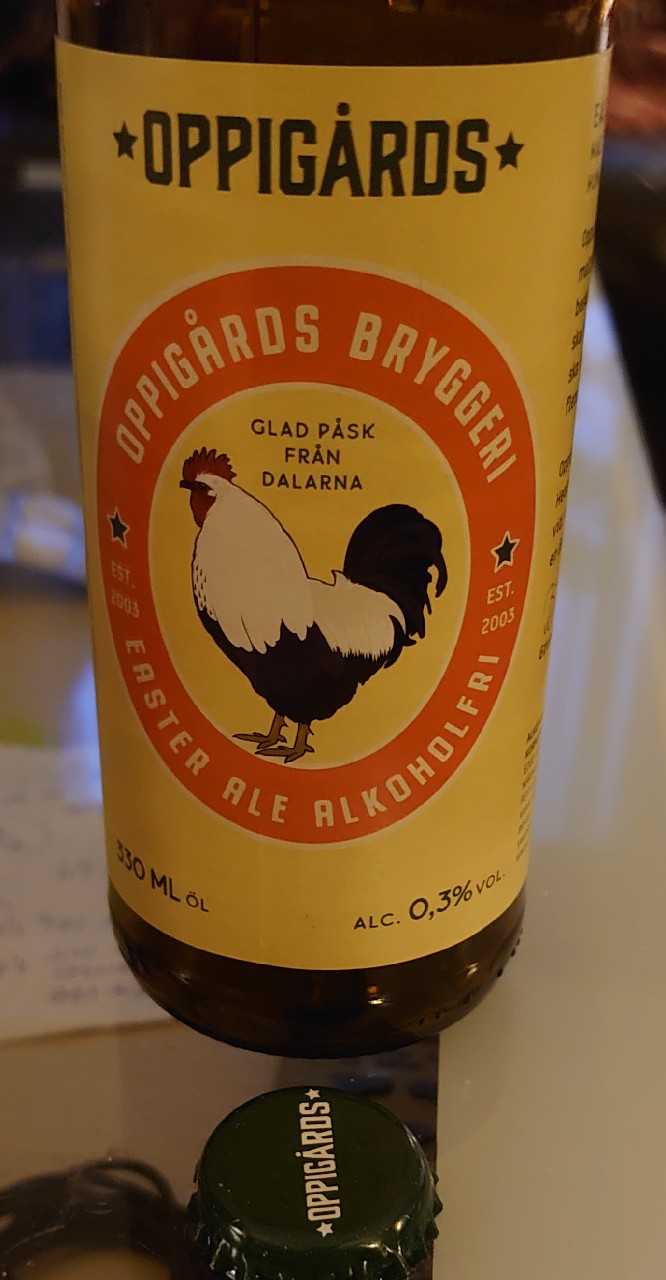 ★OPPIGÅRDS★
OPPIGÅRDS BRYGGERI
GLAD PÅSK
FRÅN
DALARNA
EST.
2003
EST.
2003
EASTER ALE ALKOHOLFRI
330 ML ÖL
ALC. 0,3% VOL.
★OPPIGÅRDS★